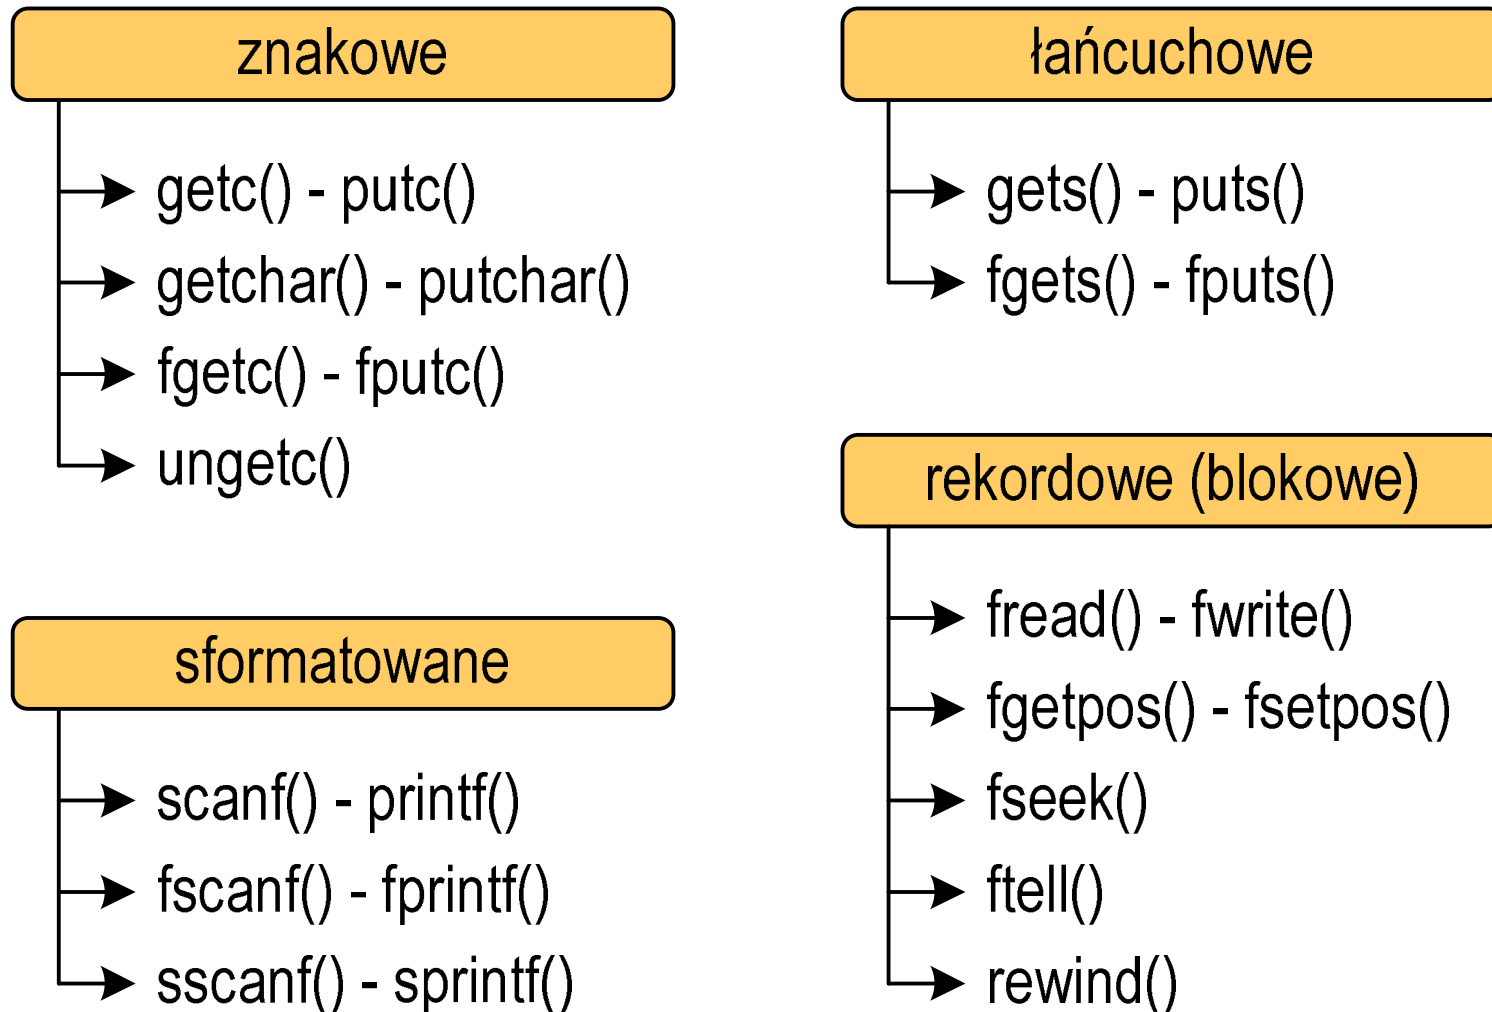 znakowe
getc() - putc()
getchar() - putchar()
fgetc() - fputc()
ungetc()
sformatowane
scanf() - printf()
fscanf() - fprintf()
sscanf() - sprintf()
łańcuchowe
gets() - puts()
fgets() - fputs()
rekordowe (blokowe)
fread() - fwrite()
fgetpos() - fsetpos()
fseek()
ftell()
rewind()